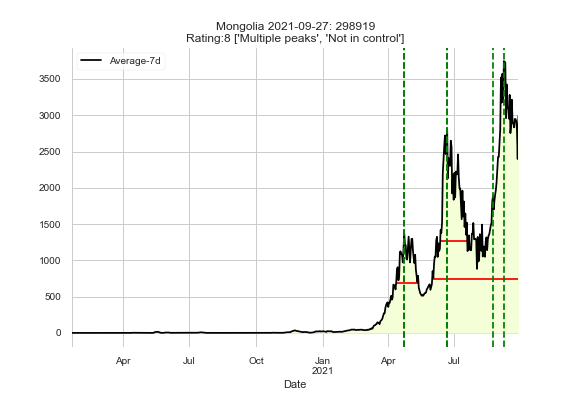 Mongolia 2021-09-27: 298919
Rating:8 ['Multiple peaks', 'Not in control']
Average-7d
3500
3000
2500
2000
1500
1000
500
0
Apr Jul Oct Jan Apr Jul
2021
Date